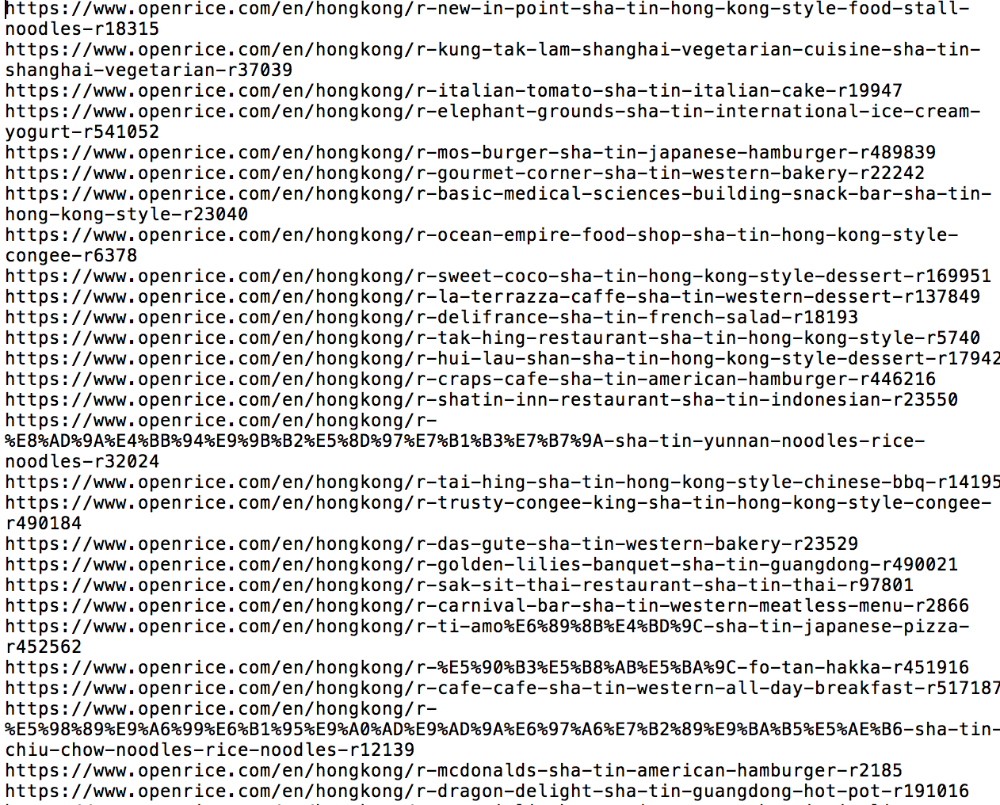 https://www.openrice.com/en/hongkong/r-new-in-point-sha-tin-hong-kong-style-food-stall-
noodles-r18315
https://www.openrice.com/en/hongkong/r-kung-tak-lam-shanghai-vegetarian-cuisine-sha-tin-
shanghai-vegetarian-r37039
https://www.openrice.com/en/hongkong/r-italian-tomato-sha-tin-italian-cake-r19947
https://www.openrice.com/en/hongkong/r-elephant-grounds-sha-tin-international-ice-cream-
yogurt-r541052
https://www.openrice.com/en/hongkong/r-mos-burger-sha-tin-japanese-hamburger-r489839
https://www.openrice.com/en/hongkong/r-gourmet-corner-sha-tin-western-bakery-r22242
https://www.openrice.com/en/hongkong/r-basic-medical-sciences-building-snack-bar-sha-tin-
hong-kong-style-r23040
https://www.openrice.com/en/hongkong/r-ocean-empire-food-shop-sha-tin-hong-kong-style-
congee-r6378
https://www.openrice.com/en/hongkong/r-sweet-coco-sha-tin-hong-kong-style-dessert-r169951
https://www.openrice.com/en/hongkong/r-la-terrazza-caffe-sha-tin-western-dessert-r137849
https://www.openrice.com/en/hongkong/r-delifrance-sha-tin-french-salad-r18193
https://www.openrice.com/en/hongkong/r-tak-hing-restaurant-sha-tin-hong-kong-style-r5740
https://www.openrice.com/en/hongkong/r-hui-lau-shan-sha-tin-hong-kong-style-dessert-r17942
https://www.openrice.com/en/hongkong/r-craps-cafe-sha-tin-american-hamburger-r446216
https://www.openrice.com/en/hongkong/r-shatin-inn-restaurant-sha-tin-indonesian-r23550
https://www.openrice.com/en/hongkong/r-
%E8%AD%9A%E4%BB%94%E9%9B%B2%E5%8D%97%E7%B1%B3%E7%B7%9A-sha-tin-yunnan-noodles-rice-
noodles-r32024
https://www.openrice.com/en/hongkong/r-tai-hing-sha-tin-hong-kong-style-chinese-bbq-r14195
https://www.openrice.com/en/hongkong/r-trusty-congee-king-sha-tin-hong-kong-style-congee-
r490184
https://www.openrice.com/en/hongkong/r-das-gute-sha-tin-western-bakery-r23529
https://www.openrice.com/en/hongkong/r-golden-lilies-banquet-sha-tin-guangdong-r490021
https://www.openrice.com/en/hongkong/r-sak-sit-thai-restaurant-sha-tin-thai-r97801
https://www.openrice.com/en/hongkong/r-carnival-bar-sha-tin-western-meatless-menu-r2866
https://www.openrice.com/en/hongkong/r-ti-amo%E6%89%8B%E4%BD%9C-sha-tin-japanese-pizza-
r452562
https://www.openrice.com/en/hongkong/r-%E5%90%B3%E5%B8%AB%E5%BA%9C-fo-tan-hakka-r451916
https://www.openrice.com/en/hongkong/r-cafe-cafe-sha-tin-western-all-day-breakfast-r517187
https://www.openrice.com/en/hongkong/r-
%E5%98%89%E9%A6%99%E6%B1%95%E9%A0%AD%E9%AD%9A%E6%97%A6%E7%B2%89%E9%BA%B5%E5%AE%B6-sha-tin-
chiu-chow-noodles-rice-noodles-r12139
https://www.openrice.com/en/hongkong/r-mcdonalds-sha-tin-american-hamburger-r2185
https://www.openrice.com/en/hongkong/r-dragon-delight-sha-tin-guangdong-hot-pot-r191016